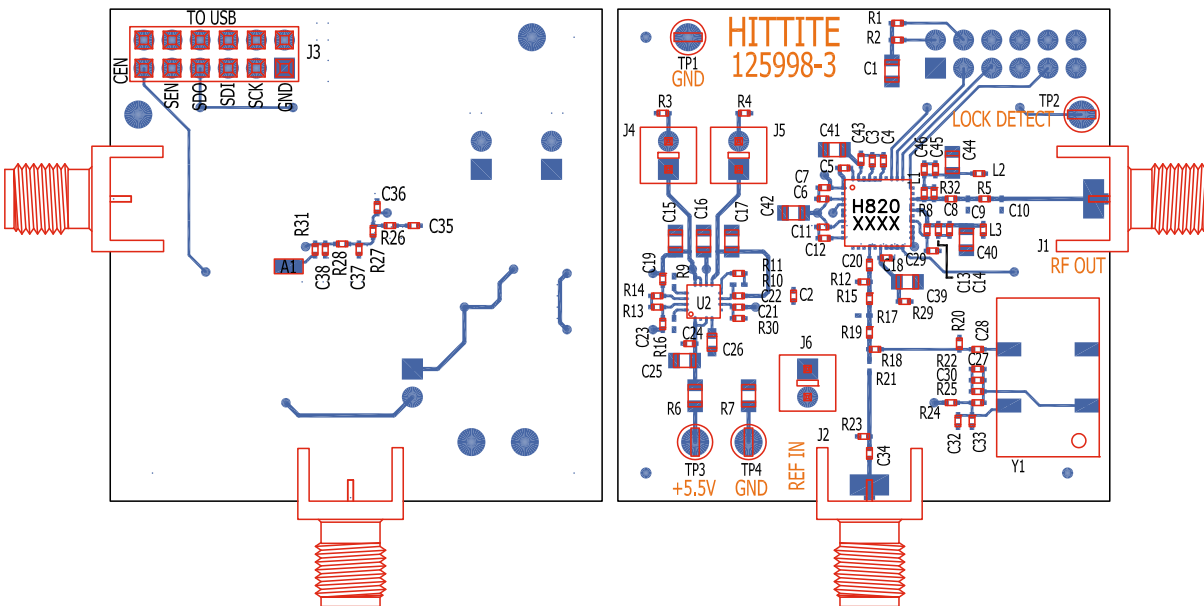 TO USB
J3
CEN
SEN
SDO
SDI
SCK
GND
C36
R31
R26
C35
A1
C38
R28
C37
R27
HITTITE
125998-3
TP1
GND
R1
R2
C1
TP2
LOCK DETECT
R3
R4
J4
J5
C41
C43
C3
C4
C46
C45
C44
C5
C7
C6
L1
L2
R32
R5
H820
XXXX
C42
C11
C12
R8
C8
C9
C10
L3
J1
RF OUT
C15
C16
C17
C20
C18
C29
C40
C13
C14
C19
R9
R11
R10
R14
R13
U2
C22
C21
R30
C2
R12
R15
C39
R29
R17
C23
R16
C24
C26
C25
R19
R20
C28
J6
R18
R21
R22
C27
C30
R25
R24
R6
R7
R23
C32
C33
J2
C34
Y1
TP3
+5.5V
TP4
GND
REF IN